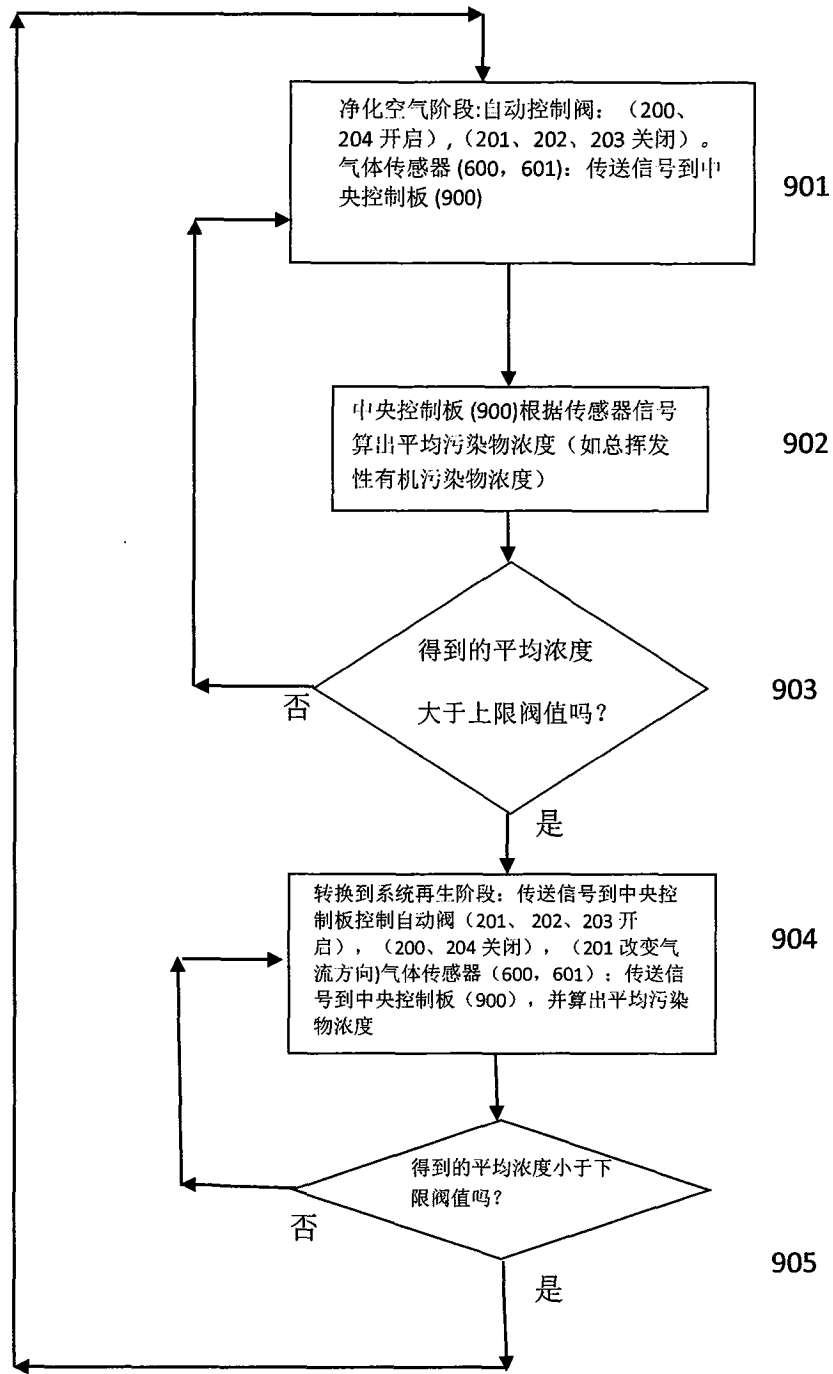 净化空气阶段:自动控制阀：（200、
204 开启）,（201、202、203 关闭）。
气体传感器 (600，601)：传送信号到中
央控制板 (900)
901
中央控制板 (900)根据传感器信号
算出平均污染物浓度（如总挥发
性有机污染物浓度）
902
得到的平均浓度
大于上限阀值吗？
903
否
是
转换到系统再生阶段：传送信号到中央控
制板控制自动阀（201、 202、203 开
启），（200、204 关闭），（201 改变气
流方向)气体传感器（600，601）：传送信
号到中央控制板（900），并算出平均污染
物浓度
904
得到的平均浓度小于下
限阀值吗？
否
905
是